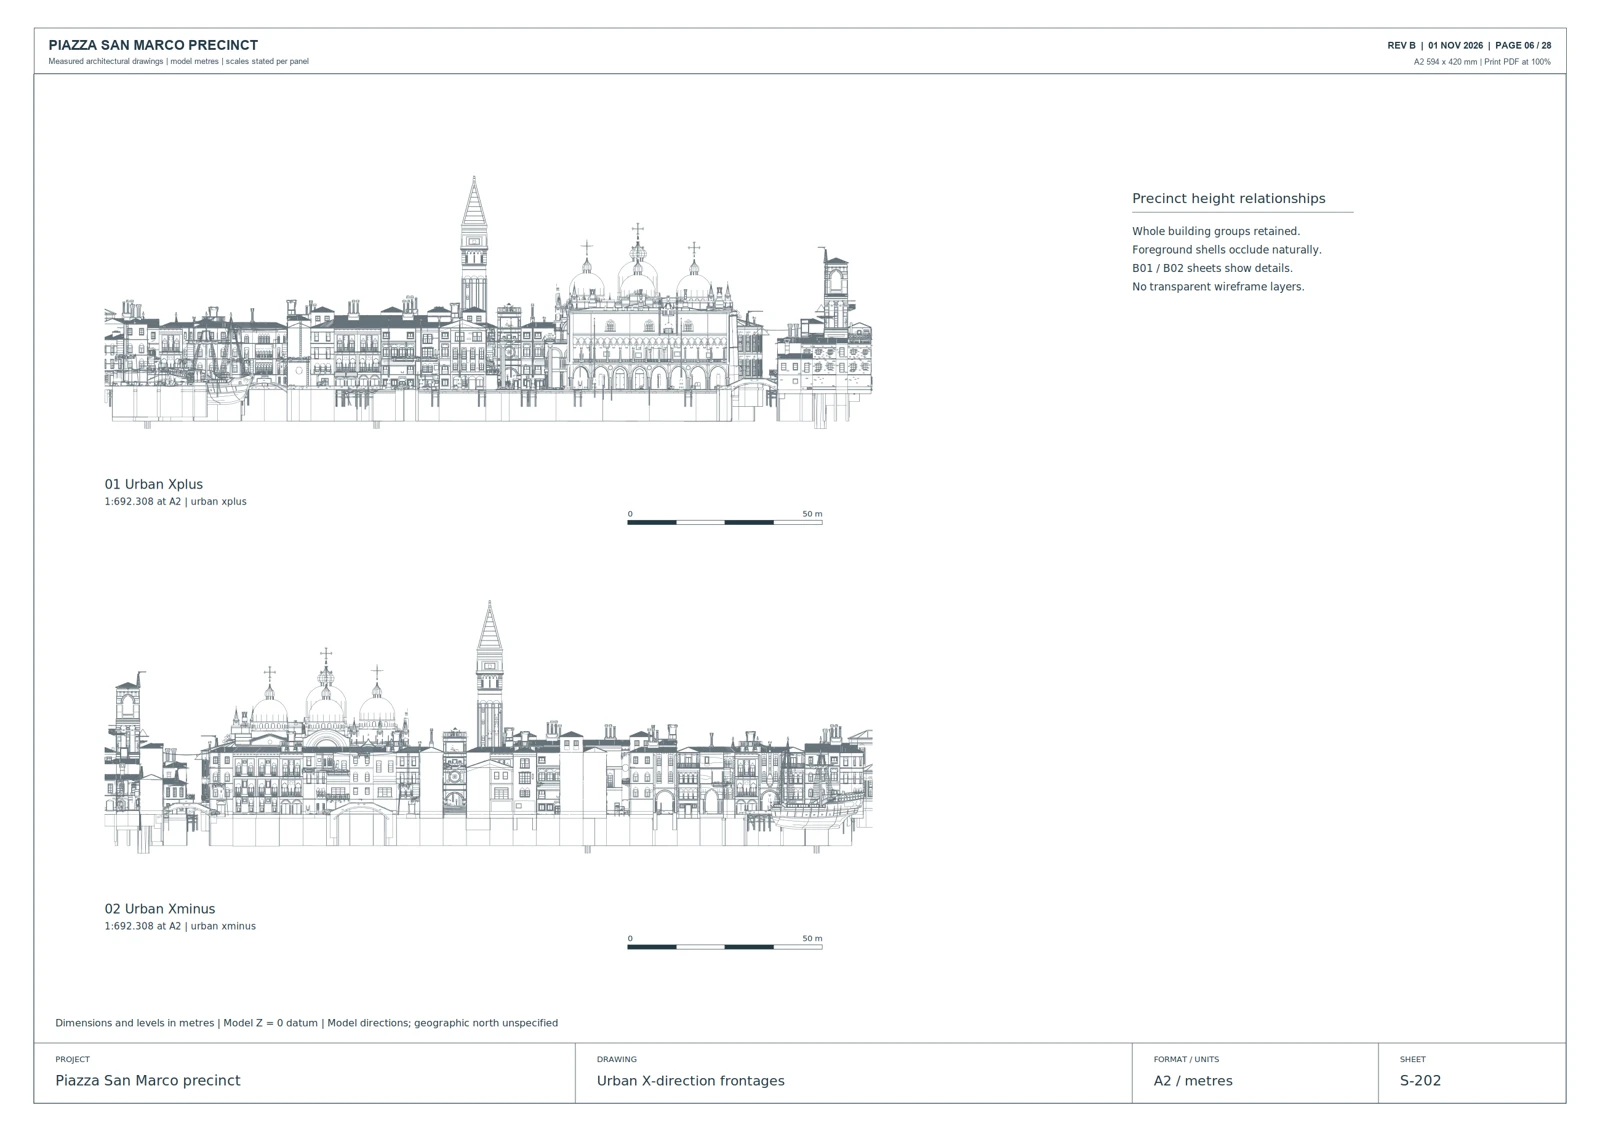 PIAZZA SAN MARCO PRECINCT
Measured architectural drawings | model metres | scales stated per panel
REV B | 01 NOV 2026 | PAGE 06 / 28
A2 594 x 420 mm | Print PDF at 100%
Precinct height relationships
Whole building groups retained.
Foreground shells occlude naturally.
B01 / B02 sheets show details.
No transparent wireframe layers.
01 Urban Xplus
1:692.308 at A2 | urban xplus
0 50 m
02 Urban Xminus
1:692.308 at A2 | urban xminus
0 50 m
Dimensions and levels in metres | Model Z = 0 datum | Model directions; geographic north unspecified
PROJECT
Piazza San Marco precinct
DRAWING
Urban X-direction frontages
FORMAT / UNITS
A2 / metres
SHEET
S-202